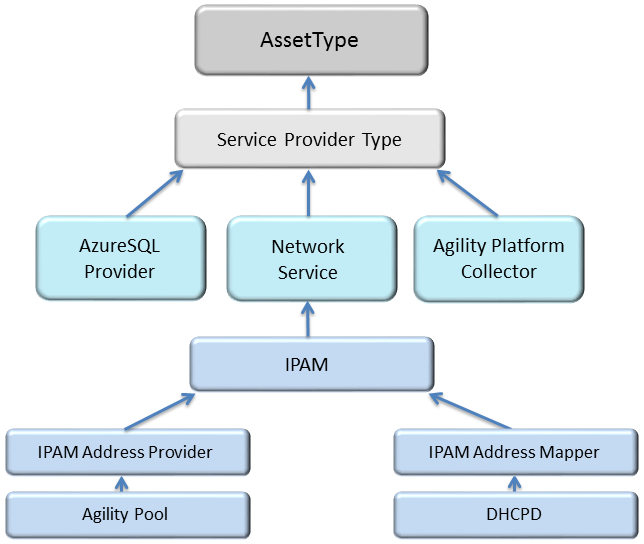 AssetType
Service Provider Type
AzureSQL
Provider
Network
Service
Agility Platform
Collector
IPAM
IPAM Address Provider
IPAM Address Mapper
Agility Pool
DHCPD